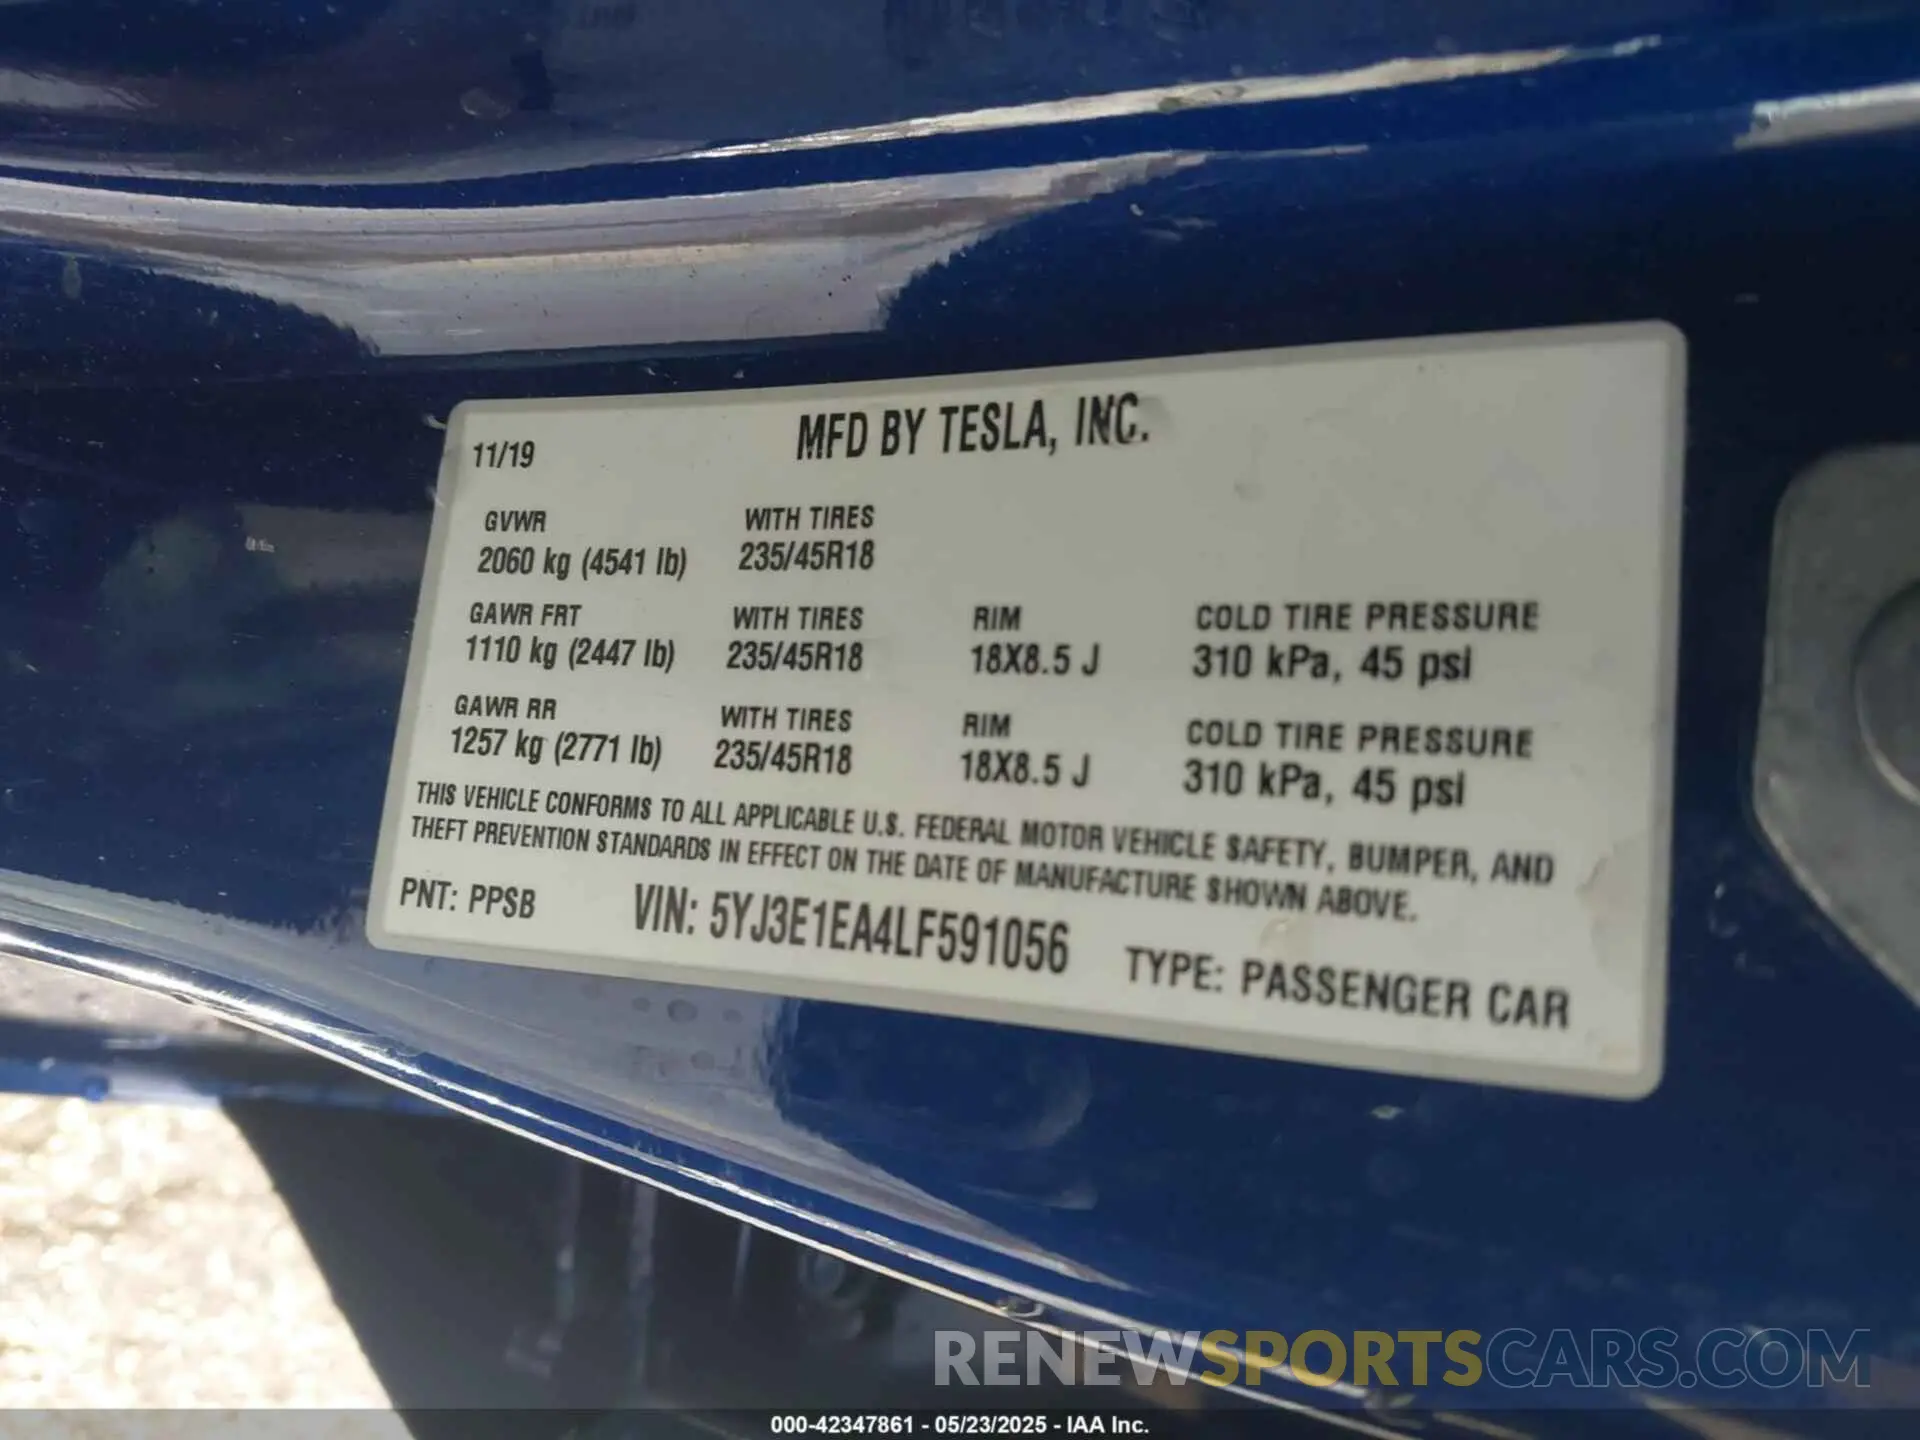 11/19 MFD BY TESLA, INC.
GVWR WITH TIRES
2060 kg (4541 lb) 235/45R18
GAWR FRT WITH TIRES RIM COLD TIRE PRESSURE
1110 kg (2447 lb) 235/45R18 18X8.5 J 310 kPa, 45 psi
GAWR RR WITH TIRES RIM COLD TIRE PRESSURE
1257 kg (2771 lb) 235/45R18 18X8.5 J 310 kPa, 45 psi
THIS VEHICLE CONFORMS TO ALL APPLICABLE U.S. FEDERAL MOTOR VEHICLE SAFETY, BUMPER, AND
THEFT PREVENTION STANDARDS IN EFFECT ON THE DATE OF MANUFACTURE SHOWN ABOVE.
PNT: PPSB VIN: 5YJ3E1EA4LF591056 TYPE: PASSENGER CAR
RENEWSPORTSCARS.COM
000-42347861 - 05/23/2025 - IAA Inc.